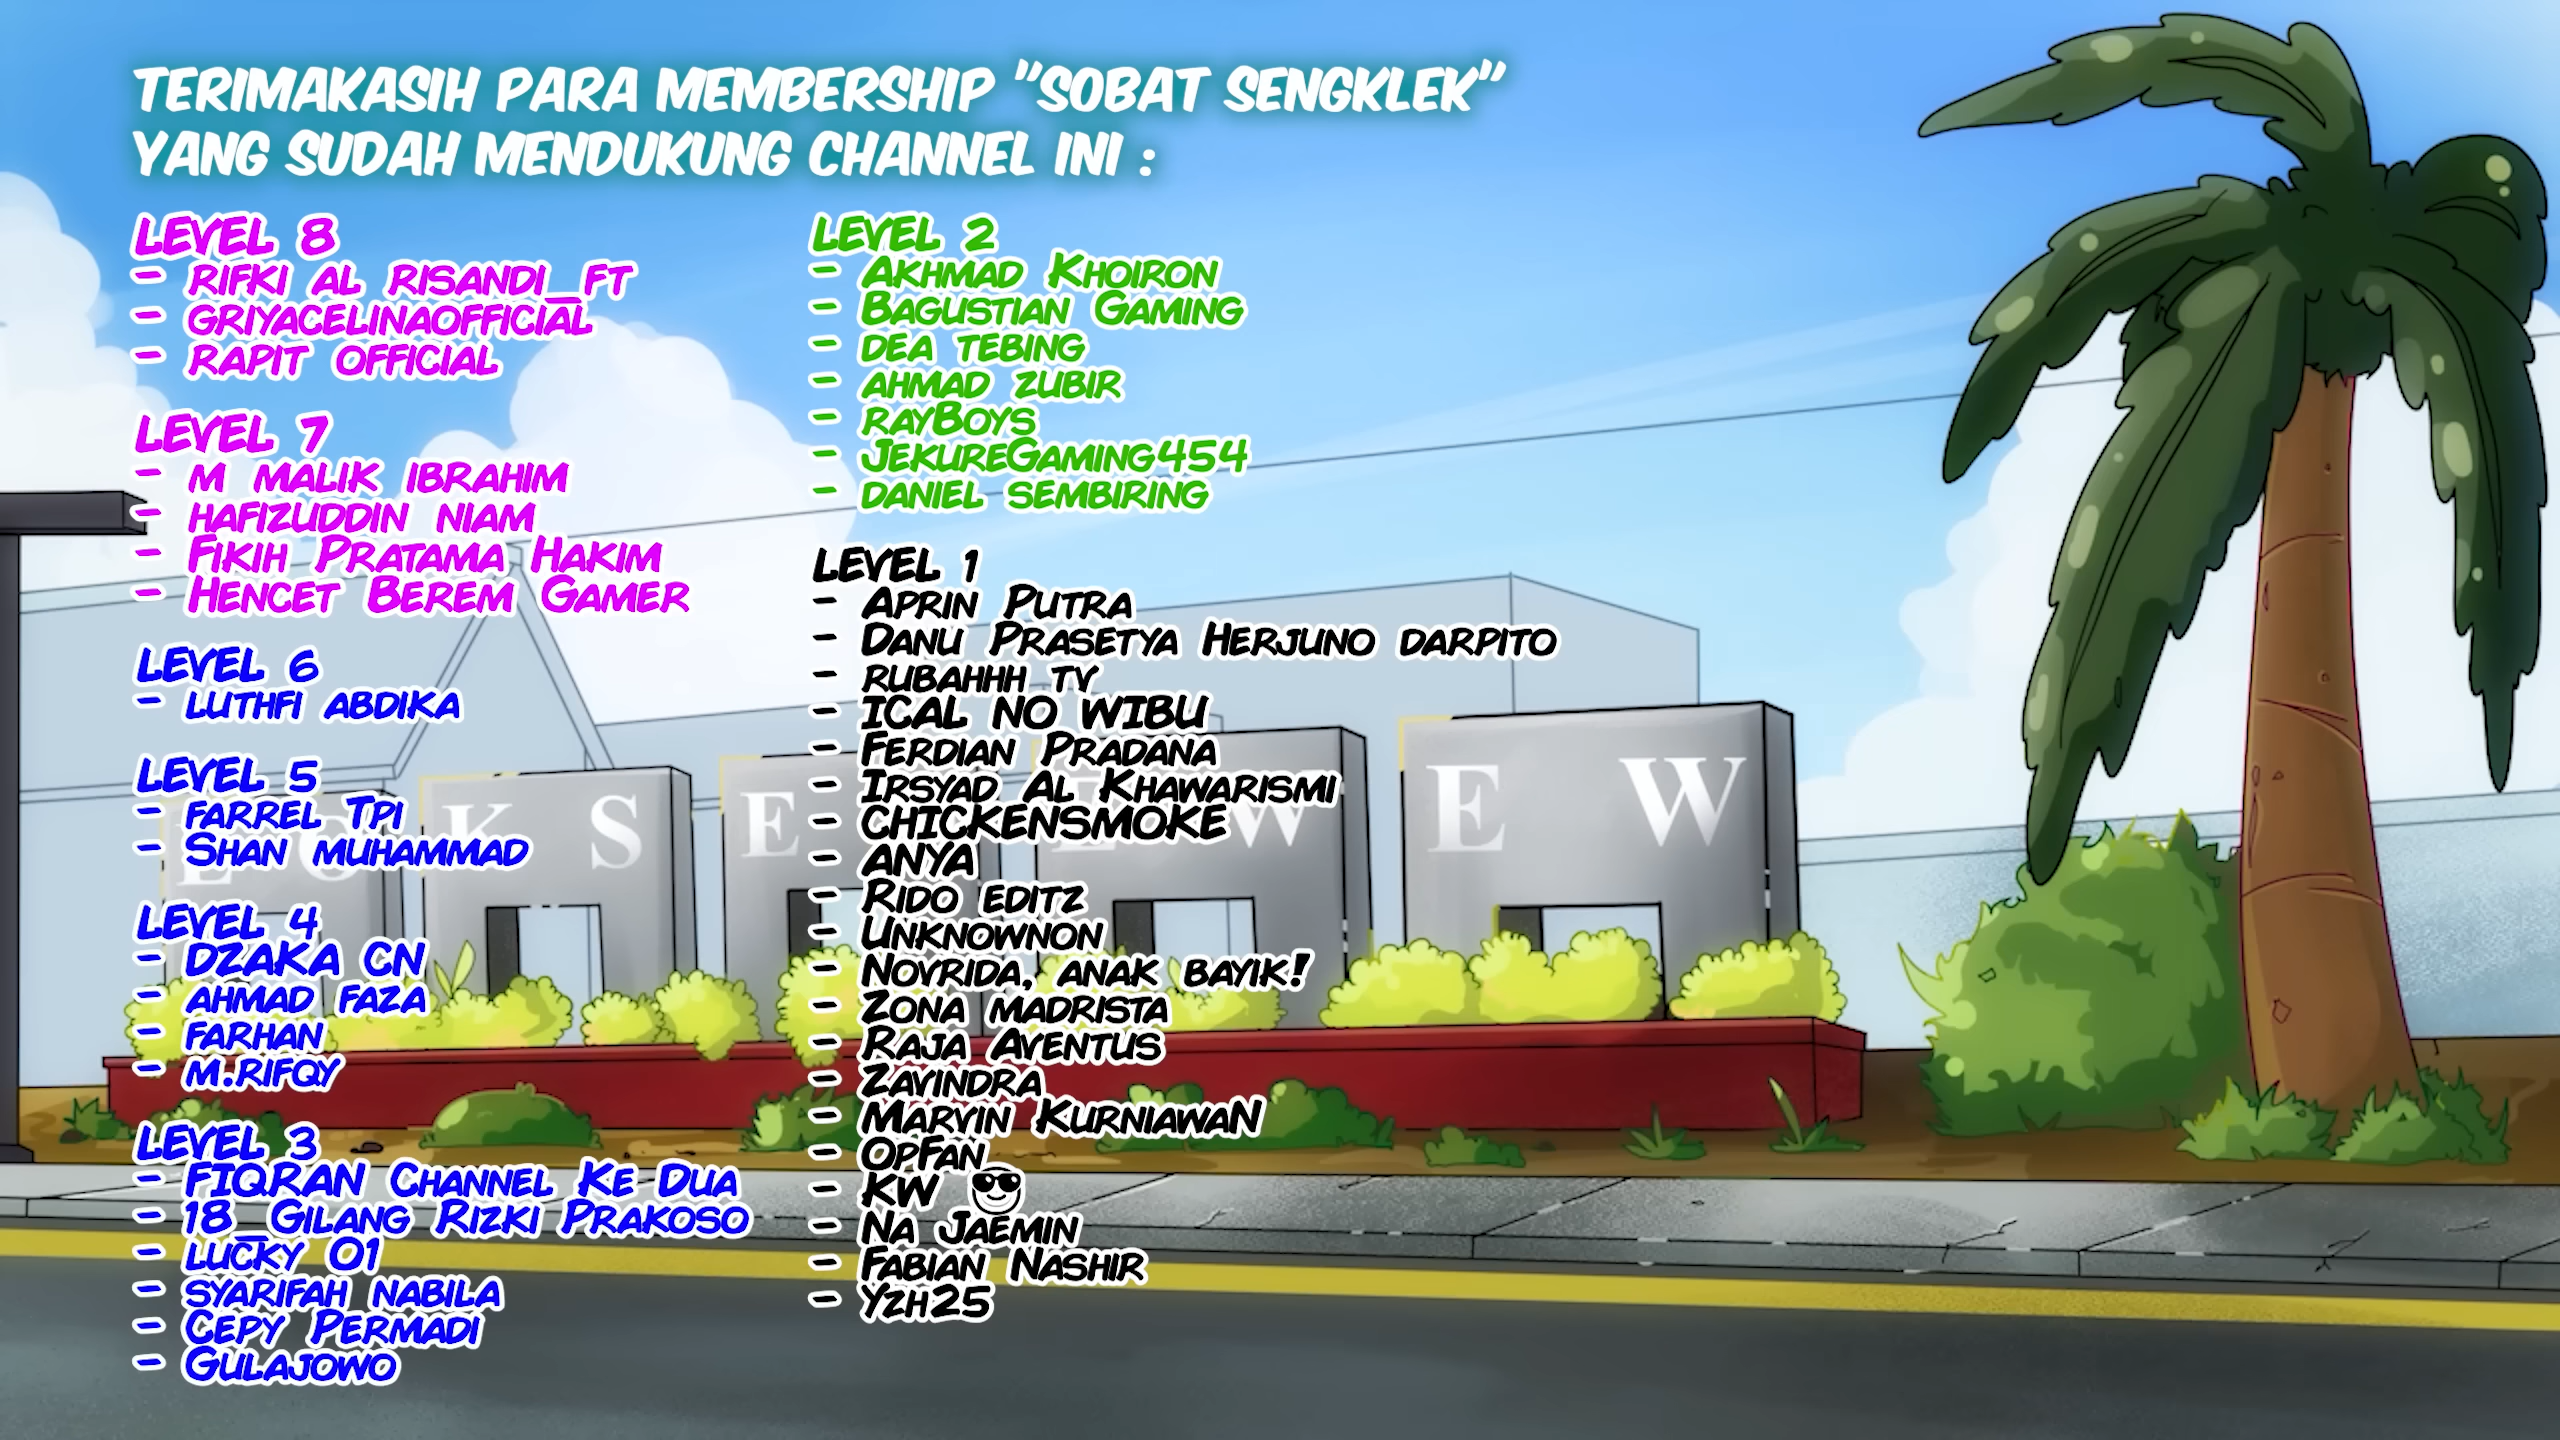 TERIMAKASIH PARA MEMBERSHIP "SOBAT SENGKLEK"
YANG SUDAH MENDUKUNG CHANNEL INI :
LEVEL 8
- RIFKI AL RISANDI_FT
- GRIYACELINAOFFICIAL
- RAPIT OFFICIAL
LEVEL 7
- M MALIK IBRAHIM
- HAFIZUDDIN NIAM
- FIKIH PRATAMA HAKIM
- HENCET BEREM GAMER
LEVEL 6
- LUTHFI ABDIKA
LEVEL 5
- FARREL TPI
- SHAN MUHAMMAD
LEVEL 4
- DZAKA CN
- AHMAD FAZA
- FARHAN
- M.RIFQY
LEVEL 3
- FIQRAN CHANNEL KE DUA
- 18_GILANG RIZKI PRAKOSO
- LUCKY 01
- SYARIFAH NABILA
- CEPY PERMADI
- GULAJOWO
LEVEL 2
- AKHMAD KHOIRON
- BAGUSTIAN GAMING
- DEA TEBING
- AHMAD ZUBIR
- RAYBOYS
- JEKUREGAMING454
- DANIEL SEMBIRING
LEVEL 1
- APRIN PUTRA
- DANU PRASETYA HERJUNO DARPITO
- RUBAHHH TV
- ICAL NO WIBU
- FERDIAN PRADANA
- IRSYAD AL KHAWARISMI
- CHICKENSMOKE
- ANYA
- RIDO EDITZ
- UNKNOWNON
- NOVRIDA, ANAK BAYIK!
- ZONA MADRISTA
- RAJA AVENTUS
- ZAVINDRA
- MARVIN KURNIAWAN
- OPFAN
- KW 😎
- NA JAEMIN
- FABIAN NASHIR
- YZH25
K S E W E W